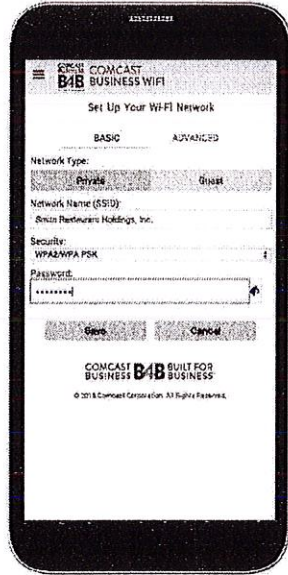 B4B COMCAST
BUSINESS WIFI
Set Up Your Wi-Fi Network
BASIC ADVANCED
Network Type:
Private Guest
Network Name (SSID):
Smith Restaurant Holdings, Inc.
Security:
WPA2/WPA PSK
Password:
••••••••
Save Cancel
COMCAST BUSINESS B4B BUILT FOR BUSINESS
Comcast Corporation. All Rights Reserved.